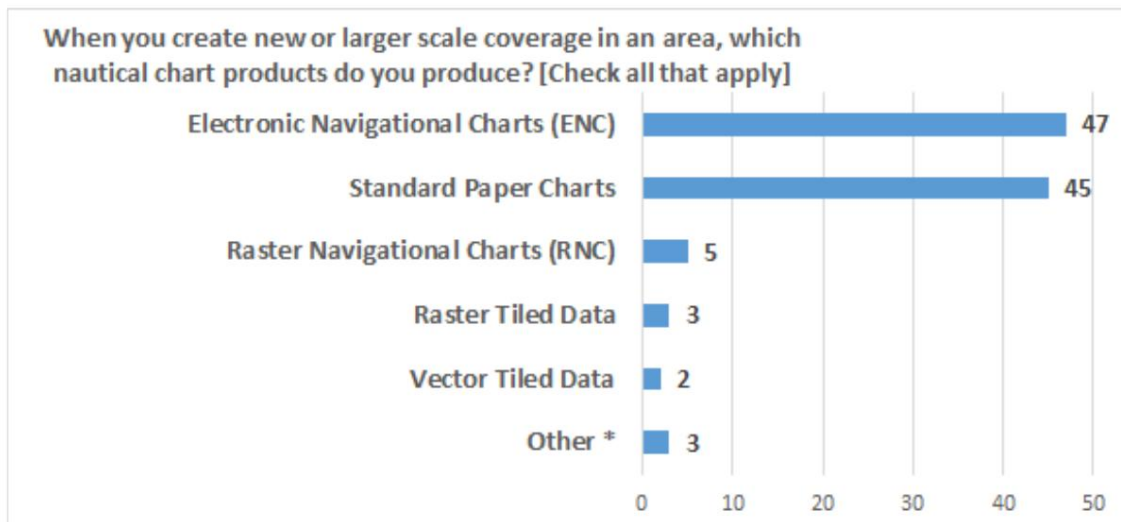 When you create new or larger scale coverage in an area, which
nautical chart products do you produce? [Check all that apply]
Electronic Navigational Charts (ENC) 47
Standard Paper Charts 45
Raster Navigational Charts (RNC) 5
Raster Tiled Data 3
Vector Tiled Data 2
Other * 3
0 10 20 30 40 50